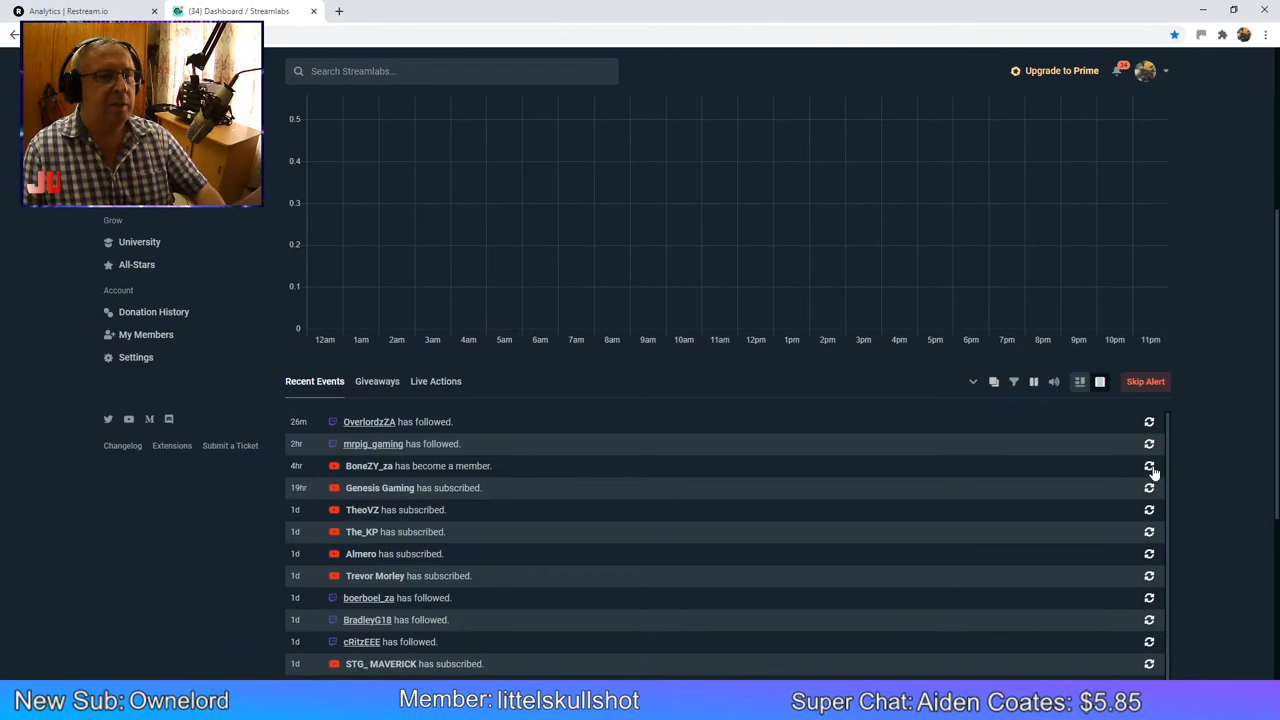 Analytics | Restream.io
(34) Dashboard / Streamlabs
Search Streamlabs...
Upgrade to Prime
34
JU
Grow
University
All-Stars
Account
Donation History
My Members
Settings
Changelog
Extensions
Submit a Ticket
0.5
0.4
0.3
0.2
0.1
0
12am 1am 2am 3am 4am 5am 6am 7am 8am 9am 10am 11am 12pm 1pm 2pm 3pm 4pm 5pm 6pm 7pm 8pm 9pm 10pm 11pm
Recent Events Giveaways Live Actions
Skip Alert
26m OverlordzZA has followed.
2hr mrpig_gaming has followed.
4hr BoneZY_za has become a member.
19hr Genesis Gaming has subscribed.
1d TheoVZ has subscribed.
1d The_KP has subscribed.
1d Almero has subscribed.
1d Trevor Morley has subscribed.
1d boerboel_za has followed.
1d BradleyG18 has followed.
1d cRitzEEE has followed.
1d STG_ MAVERICK has subscribed.
New Sub: Ownelord
Member: littelskullshot
Super Chat: Aiden Coates: $5.85